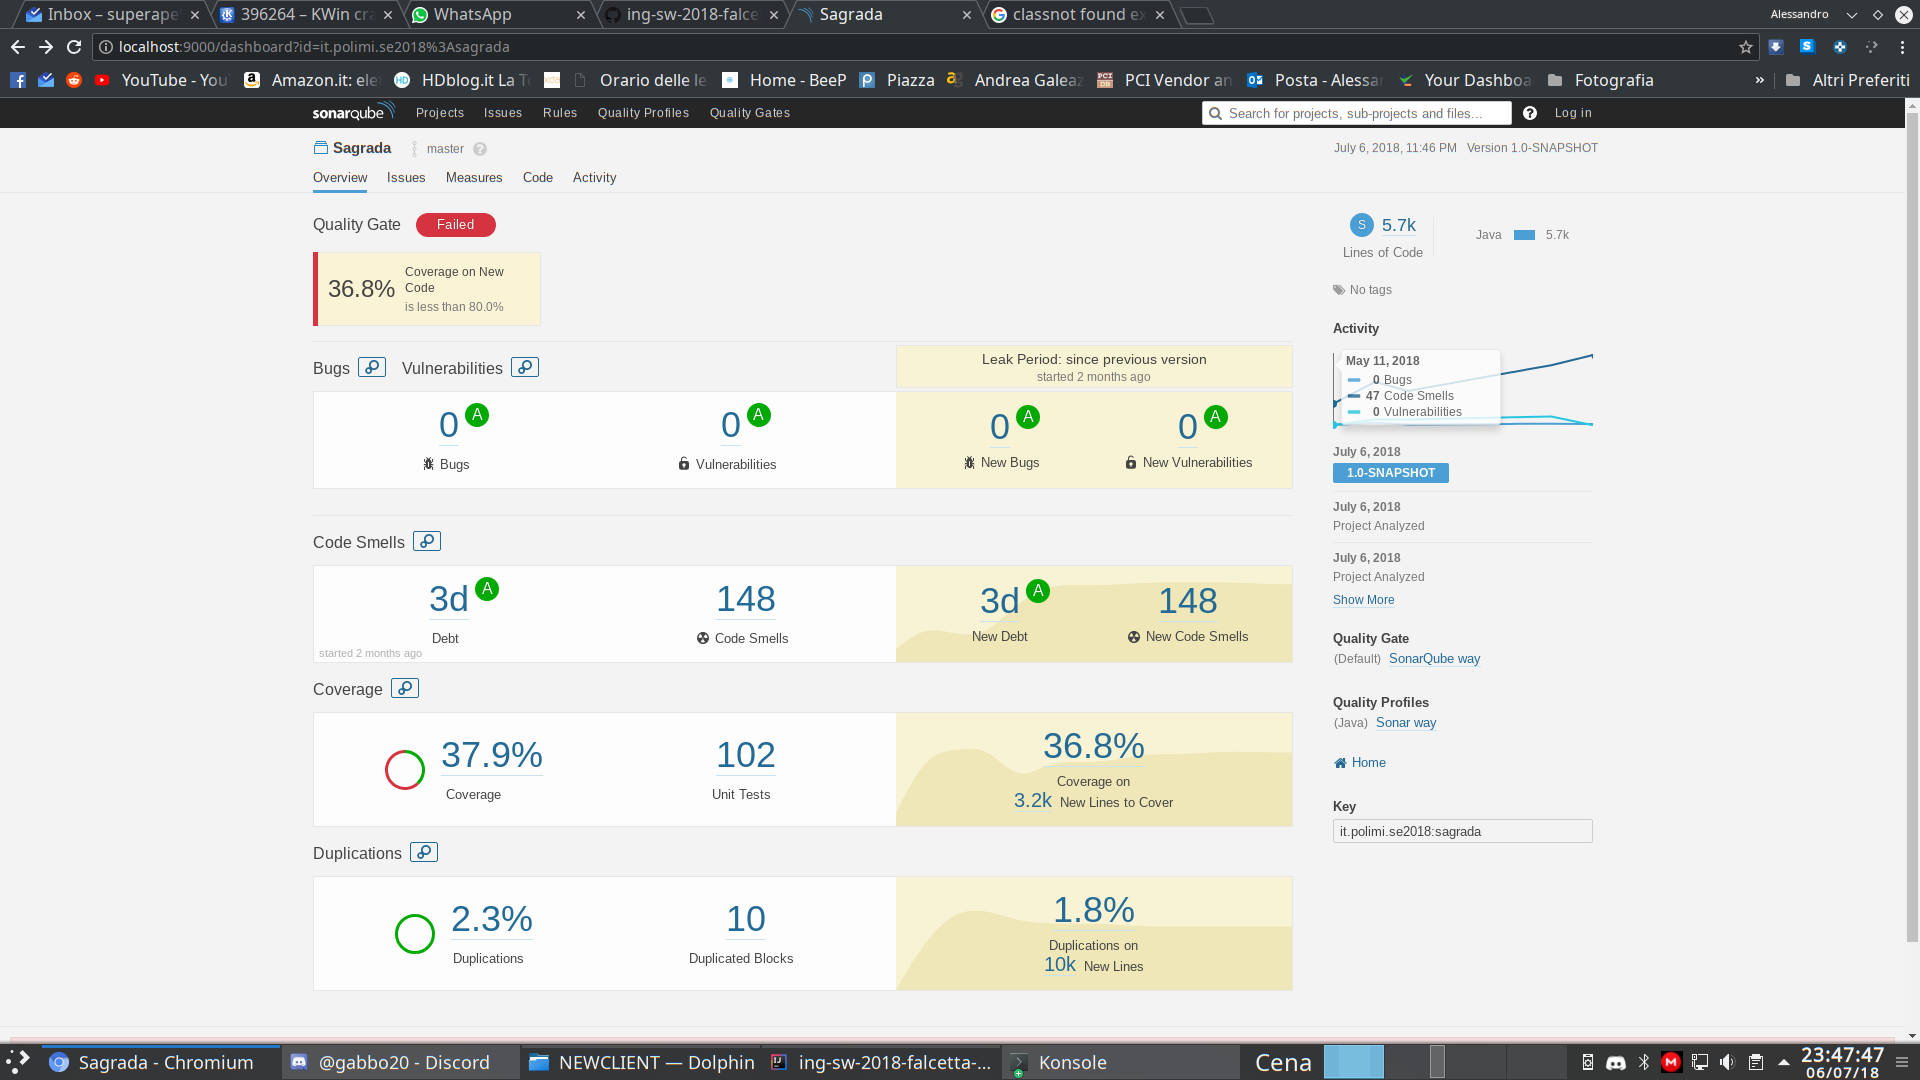 Inbox – superape
396264 – KWin cra
WhatsApp
ing-sw-2018-falce
Sagrada
classnot found ex
Alessandro
localhost:9000/dashboard?id=it.polimi.se2018%3Asagrada
YouTube - You
Amazon.it: ele
HDblog.it La T
Orario delle le
Home - BeeP
Piazza
Andrea Galeaz
PCI Vendor an
Posta - Alessar
Your Dashboa
Fotografia
»
Altri Preferiti
sonarqube
Projects
Issues
Rules
Quality Profiles
Quality Gates
Search for projects, sub-projects and files...
Log in
Sagrada
master
July 6, 2018, 11:46 PM Version 1.0-SNAPSHOT
Overview
Issues
Measures
Code
Activity
Quality Gate Failed
36.8%
Coverage on New
Code
is less than 80.0%
S 5.7k
Lines of Code
Java 5.7k
No tags
Bugs
Vulnerabilities
Leak Period: since previous version
started 2 months ago
0 A
Bugs
0 A
Vulnerabilities
0 A
New Bugs
0 A
New Vulnerabilities
Code Smells
3d A
Debt
started 2 months ago
148
Code Smells
3d A
New Debt
148
New Code Smells
Coverage
37.9%
Coverage
102
Unit Tests
36.8%
Coverage on
3.2k New Lines to Cover
Duplications
2.3%
Duplications
10
Duplicated Blocks
1.8%
Duplications on
10k New Lines
Activity
May 11, 2018
0 Bugs
47 Code Smells
0 Vulnerabilities
July 6, 2018
1.0-SNAPSHOT
July 6, 2018
Project Analyzed
July 6, 2018
Project Analyzed
Show More
Quality Gate
(Default) SonarQube way
Quality Profiles
(Java) Sonar way
Home
Key
it.polimi.se2018:sagrada
Sagrada - Chromium
@gabbo20 - Discord
NEWCLIENT — Dolphin
ing-sw-2018-falcetta-...
Konsole
Cena
23:47:47
06/07/18